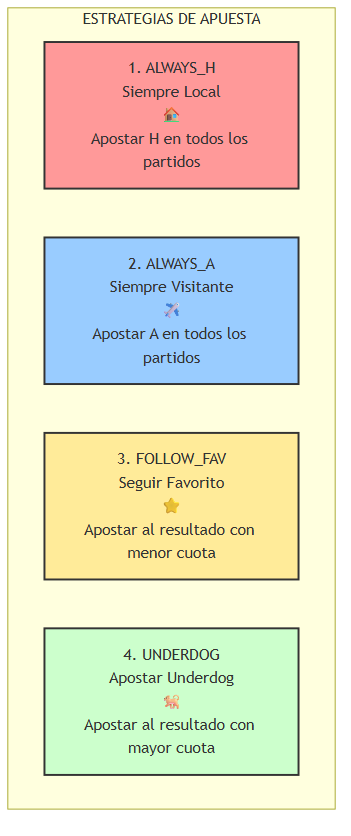 ESTRATEGIAS DE APUESTA
1. ALWAYS_H
Siempre Local
🏠
Apostar H en todos los
partidos
2. ALWAYS_A
Siempre Visitante
✈️
Apostar A en todos los
partidos
3. FOLLOW_FAV
Seguir Favorito
⭐
Apostar al resultado con
menor cuota
4. UNDERDOG
Apostar Underdog
🐕
Apostar al resultado con
mayor cuota